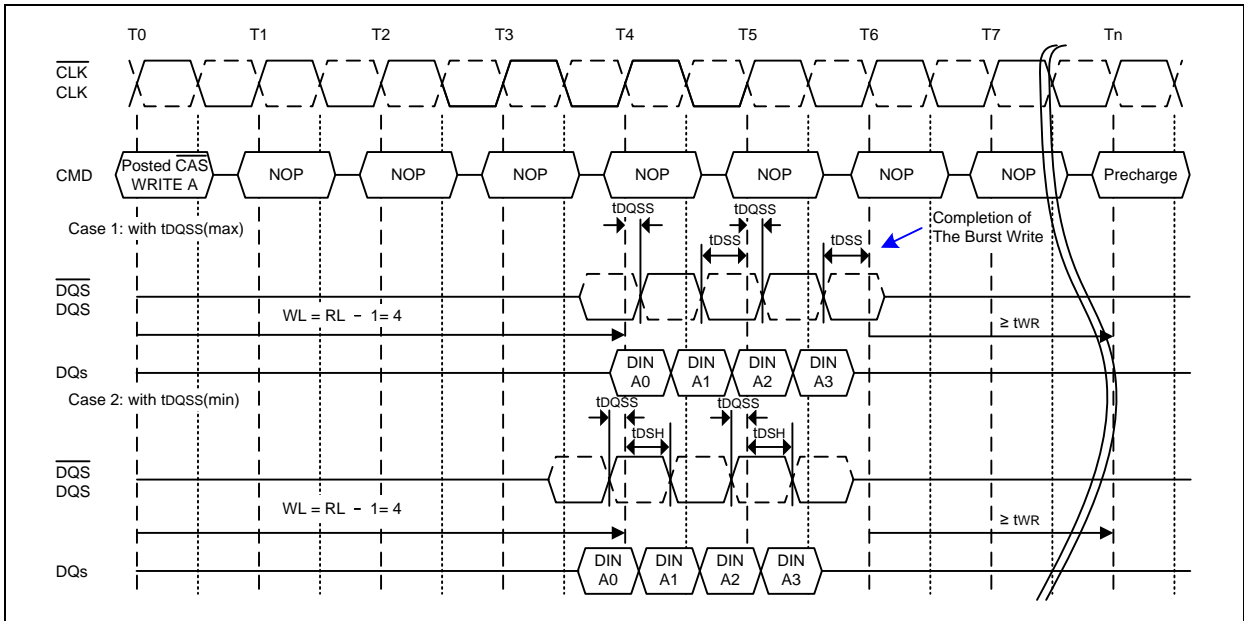 T0 T1 T2 T3 T4 T5 T6 T7 Tn
CLK
CLK
CMD
Posted CAS
WRITE A
NOP NOP NOP NOP NOP NOP NOP Precharge
Case 1: with tDQSS(max)
tDQSS tDQSS
tDSS tDSS
Completion of
The Burst Write
DQS
DQS
WL = RL - 1= 4
≥ tWR
DQs
DIN
A0
DIN
A1
DIN
A2
DIN
A3
Case 2: with tDQSS(min)
tDQSS tDQSS
tDSH tDSH
DQS
DQS
WL = RL - 1= 4
≥ tWR
DQs
DIN
A0
DIN
A1
DIN
A2
DIN
A3